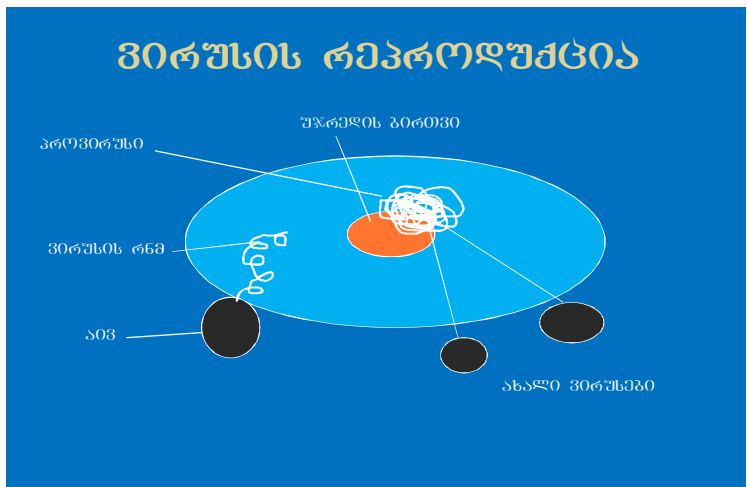 ვირუსის რეპროდუქცია
უჯრედის ბირთვი
პროვირუსი
ვირუსის რნმ
აივ
ახალი ვირუსები